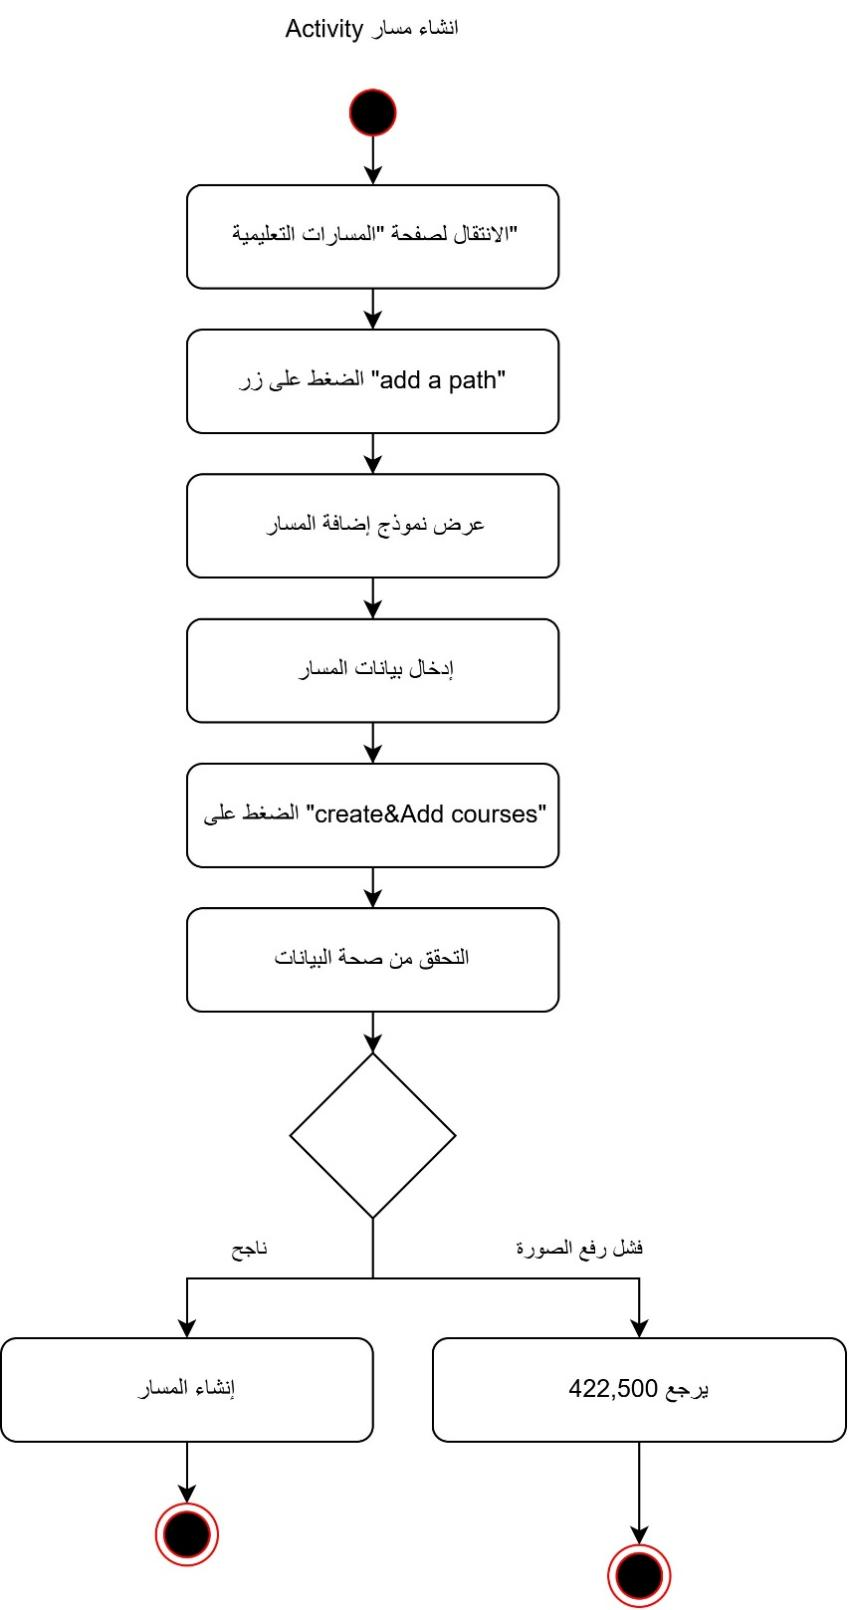 انشاء مسار Activity
الانتقال لصفحة "المسارات التعليمية"
الضغط على زر "add a path"
عرض نموذج إضافة المسار
إدخال بيانات المسار
الضغط على "create&Add courses"
التحقق من صحة البيانات
ناجح
فشل رفع الصورة
إنشاء المسار
يرجع 422,500